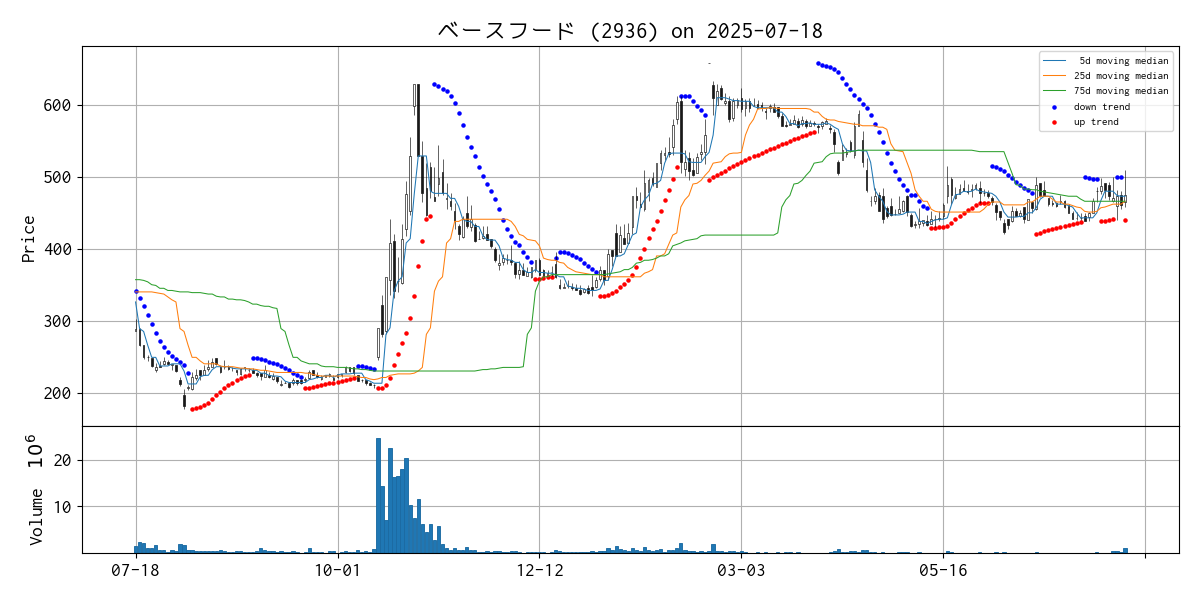 ベースフード (2936) on 2025-07-18
5d moving median
25d moving median
75d moving median
down trend
up trend
Price
600
500
400
300
200
Volume 10^6
20
10
07-18
10-01
12-12
03-03
05-16